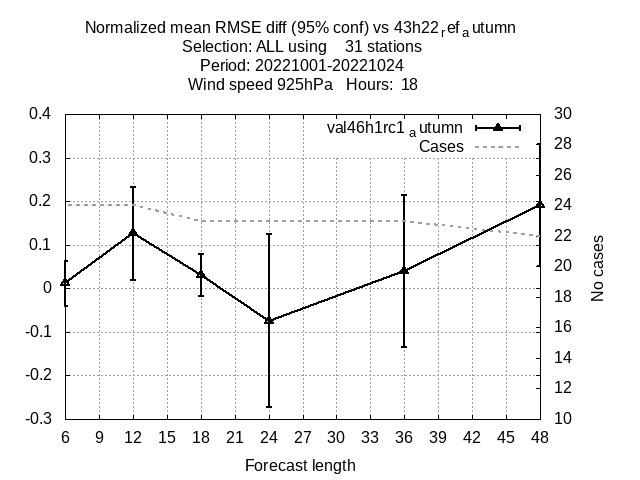 Normalized mean RMSE diff (95% conf) vs 43h22refautumn
Selection: ALL using 31 stations
Period: 20221001-20221024
Wind speed 925hPa Hours: 18
val46h1rc1autumn
Cases
0.4
0.3
0.2
0.1
0
-0.1
-0.2
-0.3
30
28
26
24
22
20
18
16
14
12
10
No cases
6 9 12 15 18 21 24 27 30 33 36 39 42 45 48
Forecast length